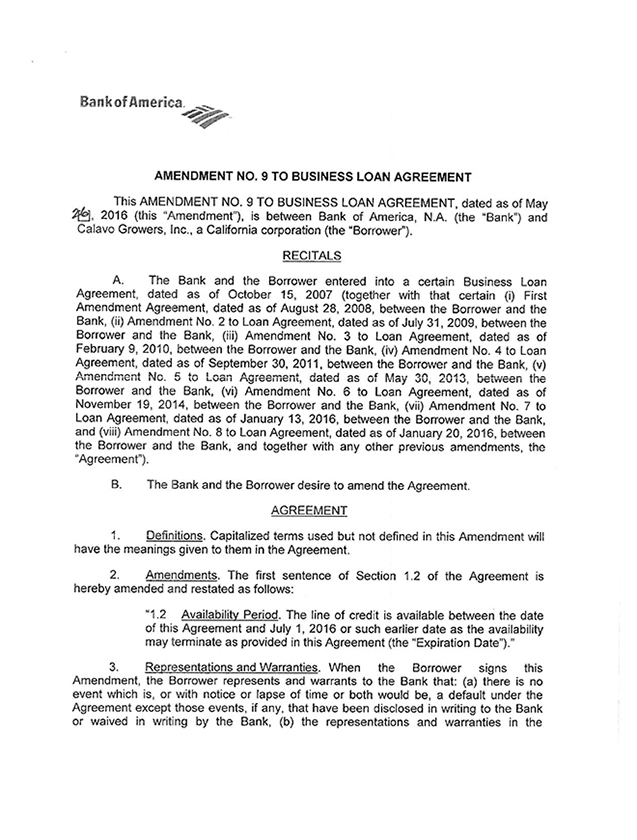 Bank of America
AMENDMENT NO. 9 TO BUSINESS LOAN AGREEMENT
This AMENDMENT NO. 9 TO BUSINESS LOAN AGREEMENT, dated as of May
26, 2016 (this "Amendment"), is between Bank of America, N.A. (the "Bank") and
Calavo Growers, Inc., a California corporation (the "Borrower").
RECITALS
A. The Bank and the Borrower entered into a certain Business Loan
Agreement, dated as of October 15, 2007 (together with that certain (i) First
Amendment Agreement, dated as of August 28, 2008, between the Borrower and the
Bank, (ii) Amendment No. 2 to Loan Agreement, dated as of July 31, 2009, between the
Borrower and the Bank, (iii) Amendment No. 3 to Loan Agreement, dated as of
February 9, 2010, between the Borrower and the Bank, (iv) Amendment No. 4 to Loan
Agreement, dated as of September 30, 2011, between the Borrower and the Bank, (v)
Amendment No. 5 to Loan Agreement, dated as of May 30, 2013, between the
Borrower and the Bank, (vi) Amendment No. 6 to Loan Agreement, dated as of
November 19, 2014, between the Borrower and the Bank, (vii) Amendment No. 7 to
Loan Agreement, dated as of January 13, 2016, between the Borrower and the Bank,
and (viii) Amendment No. 8 to Loan Agreement, dated as of January 20, 2016, between
the Borrower and the Bank, and together with any other previous amendments, the
"Agreement").
B. The Bank and the Borrower desire to amend the Agreement.
AGREEMENT
1. Definitions. Capitalized terms used but not defined in this Amendment will
have the meanings given to them in the Agreement.
2. Amendments. The first sentence of Section 1.2 of the Agreement is
hereby amended and restated as follows:
"1.2 Availability Period. The line of credit is available between the date
of this Agreement and July 1, 2016 or such earlier date as the availability
may terminate as provided in this Agreement (the "Expiration Date")."
3. Representations and Warranties. When the Borrower signs this
Amendment, the Borrower represents and warrants to the Bank that: (a) there is no
event which is, or with notice or lapse of time or both would be, a default under the
Agreement except those events, if any, that have been disclosed in writing to the Bank
or waived in writing by the Bank, (b) the representations and warranties in the